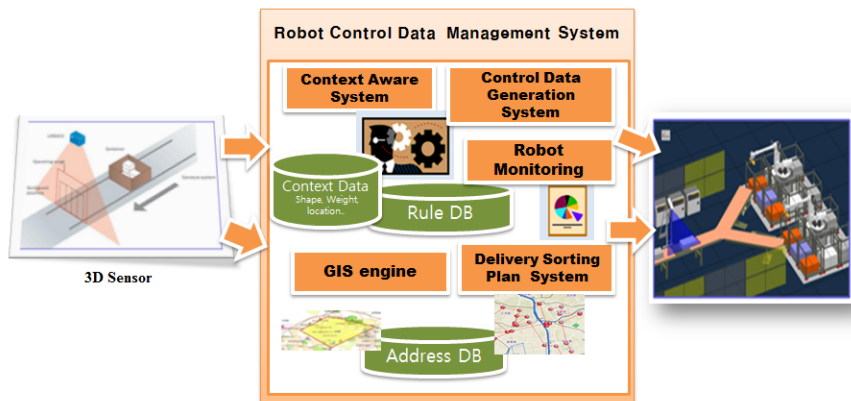 Robot Control Data Management System
Context Aware
System
Control Data
Generation
System
Robot
Monitoring
Context Data
Shape, Weight,
location..
Rule DB
3D Sensor
GIS engine
Delivery Sorting
Plan System
Address DB